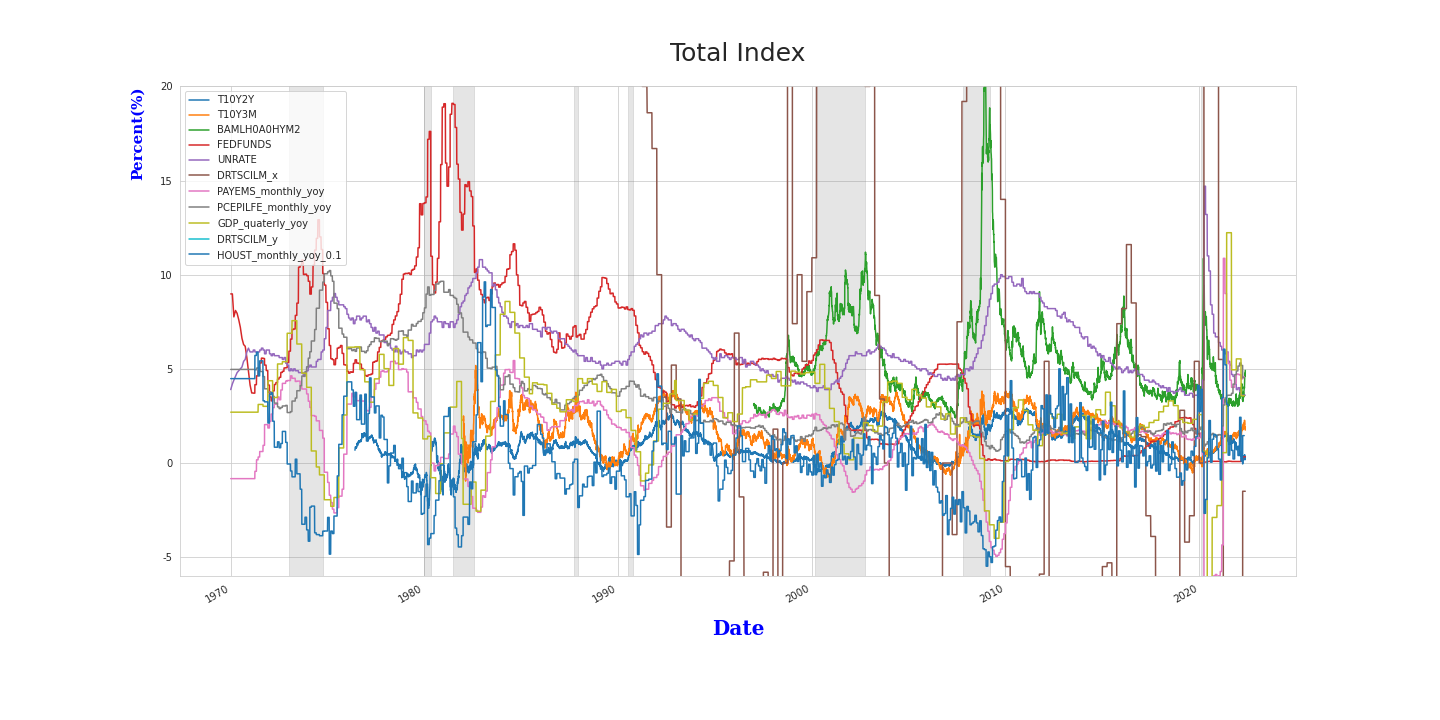 Total Index
Percent(%)
20
15
10
5
0
-5
T10Y2Y
T10Y3M
BAMLH0A0HYM2
FEDFUNDS
UNRATE
DRTSCILM_x
PAYEMS_monthly_yoy
PCEPILFE_monthly_yoy
GDP_quaterly_yoy
DRTSCILM_y
HOUST_monthly_yoy_0.1
1970
1980
1990
2000
2010
2020
Date